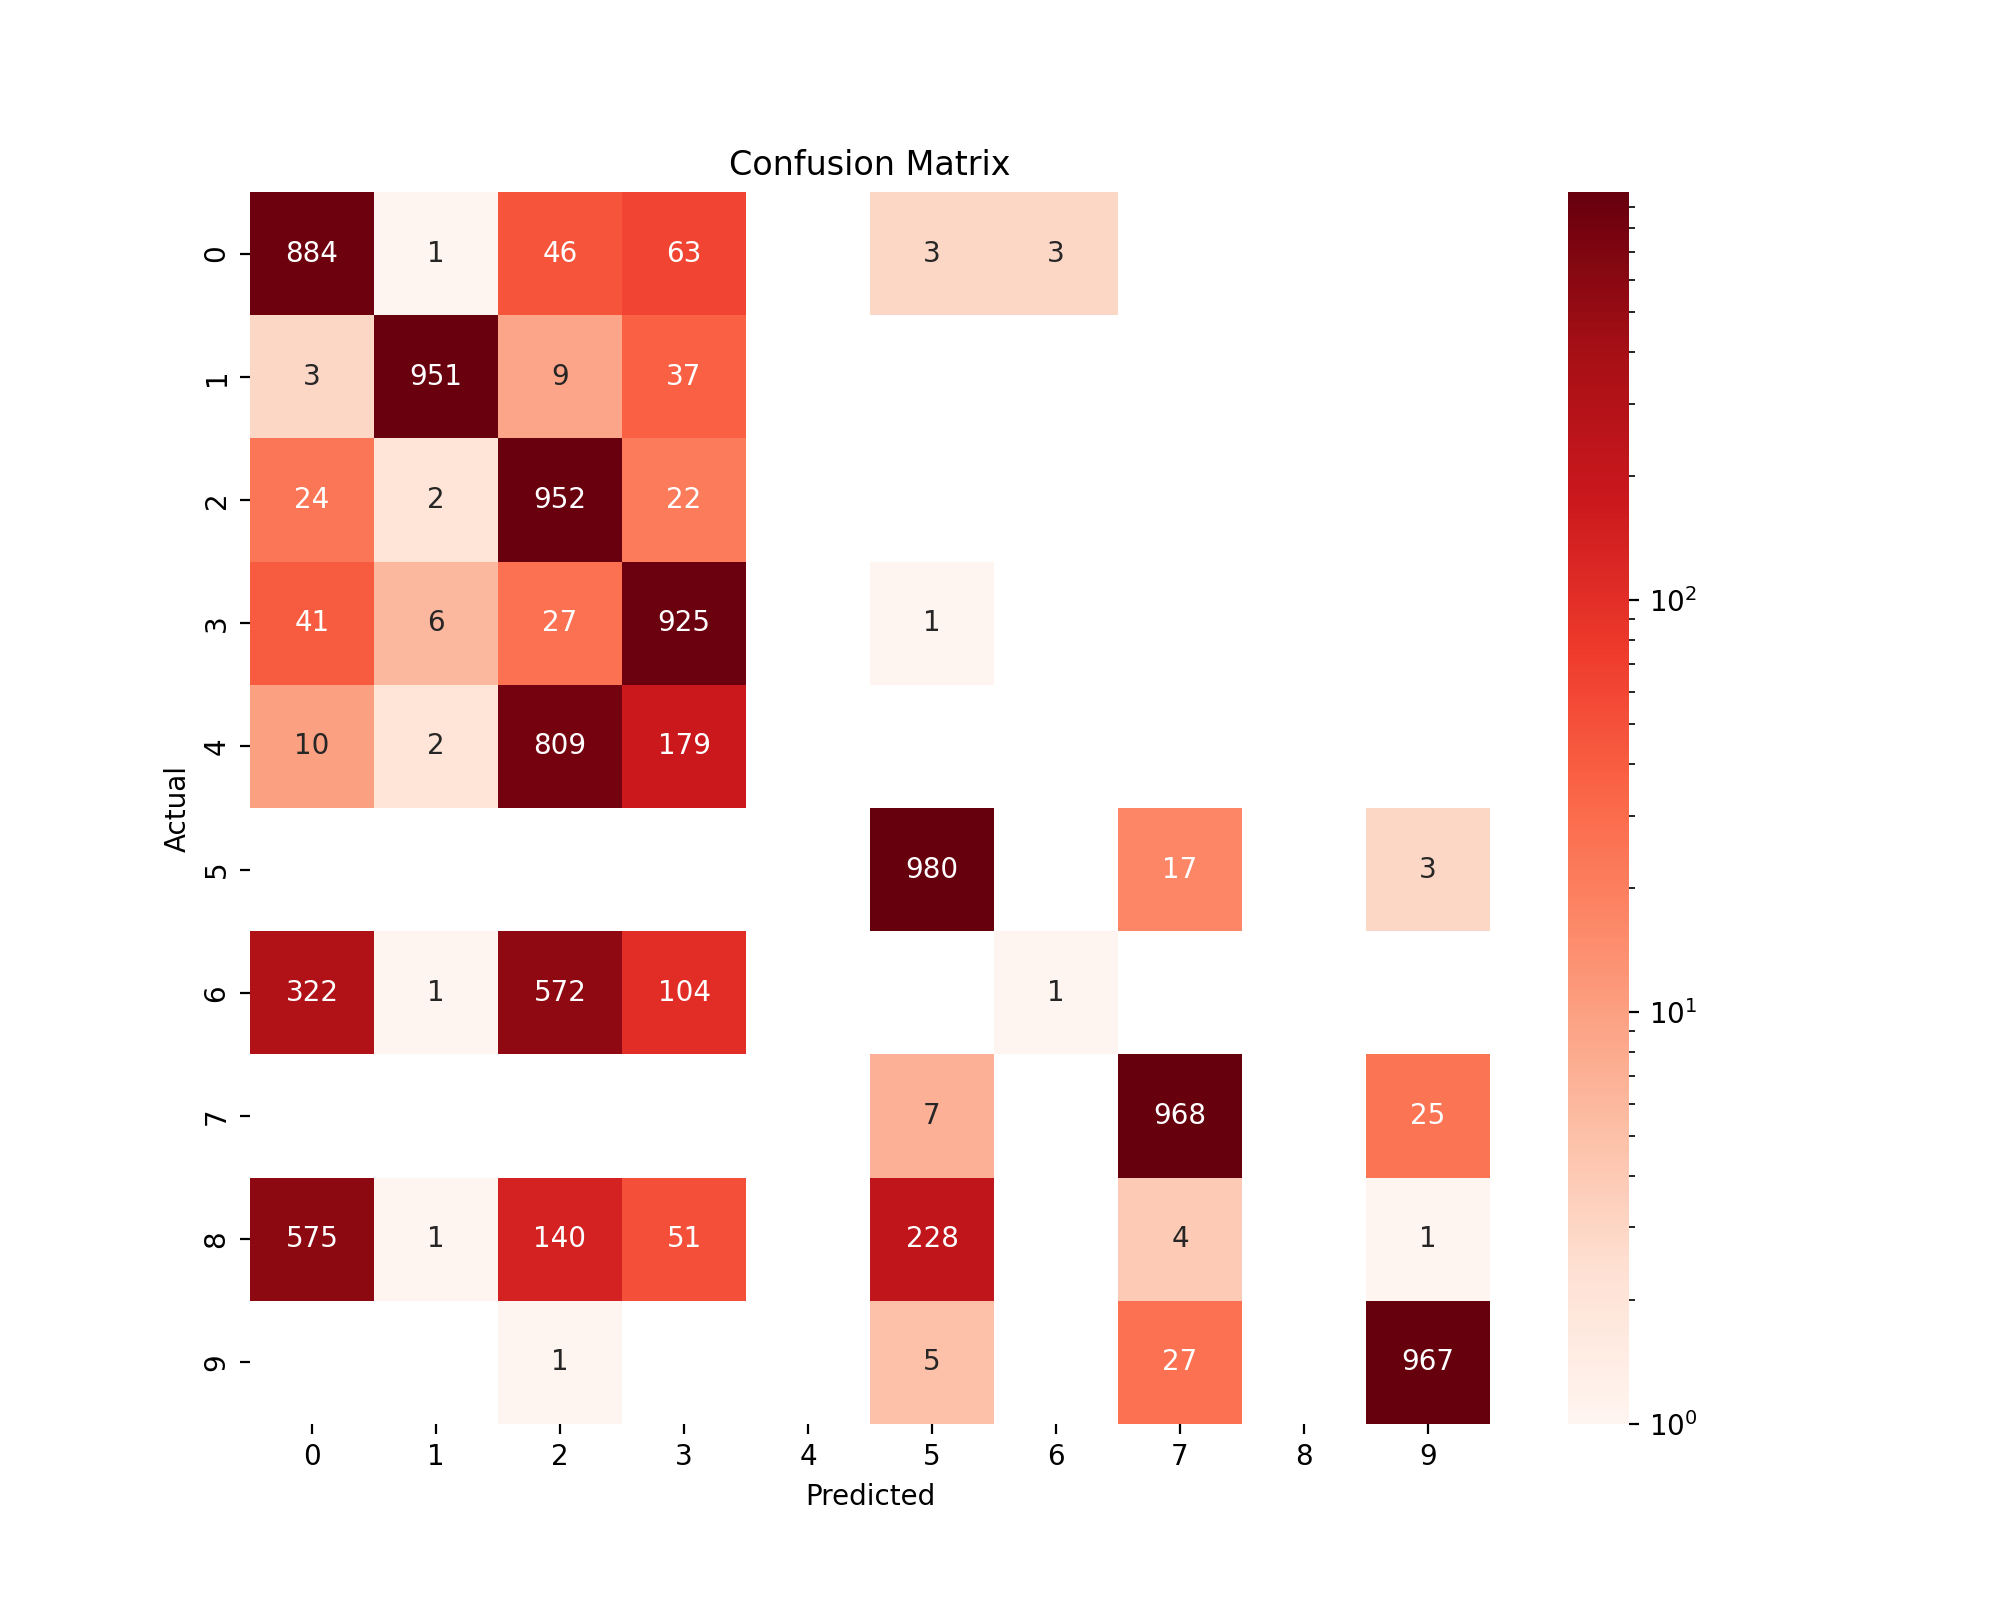 Confusion Matrix
0 884 1 46 63 3 3
1 3 951 9 37
2 24 2 952 22
3 41 6 27 925 1
4 10 2 809 179
5 980 17 3
6 322 1 572 104 1
7 7 968 25
8 575 1 140 51 228 4 1
9 1 5 27 967
Actual
0 1 2 3 4 5 6 7 8 9
Predicted
10²
10¹
10⁰